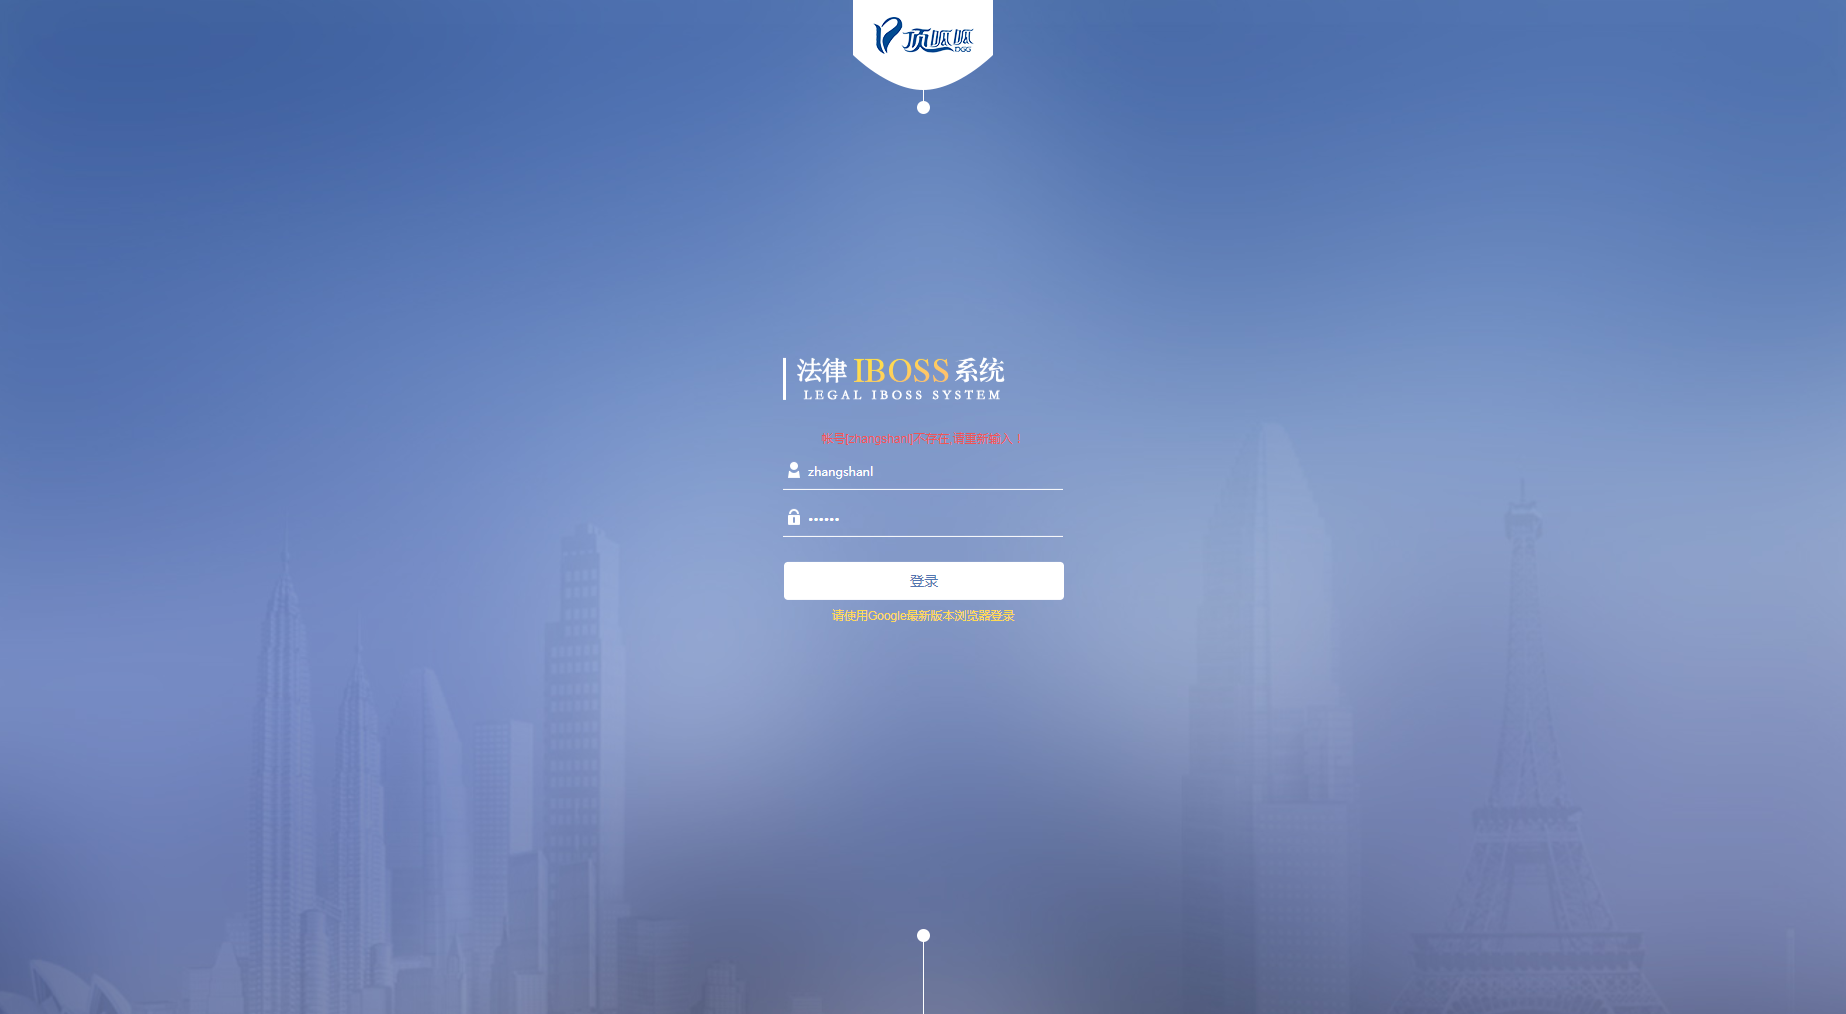 顶呱呱
DGG
法律 IBOSS 系统
LEGAL IBOSS SYSTEM
帐号[zhangshanl]不存在,请重新输入！
zhangshanl
••••••
登录
请使用Google最新版本浏览器登录